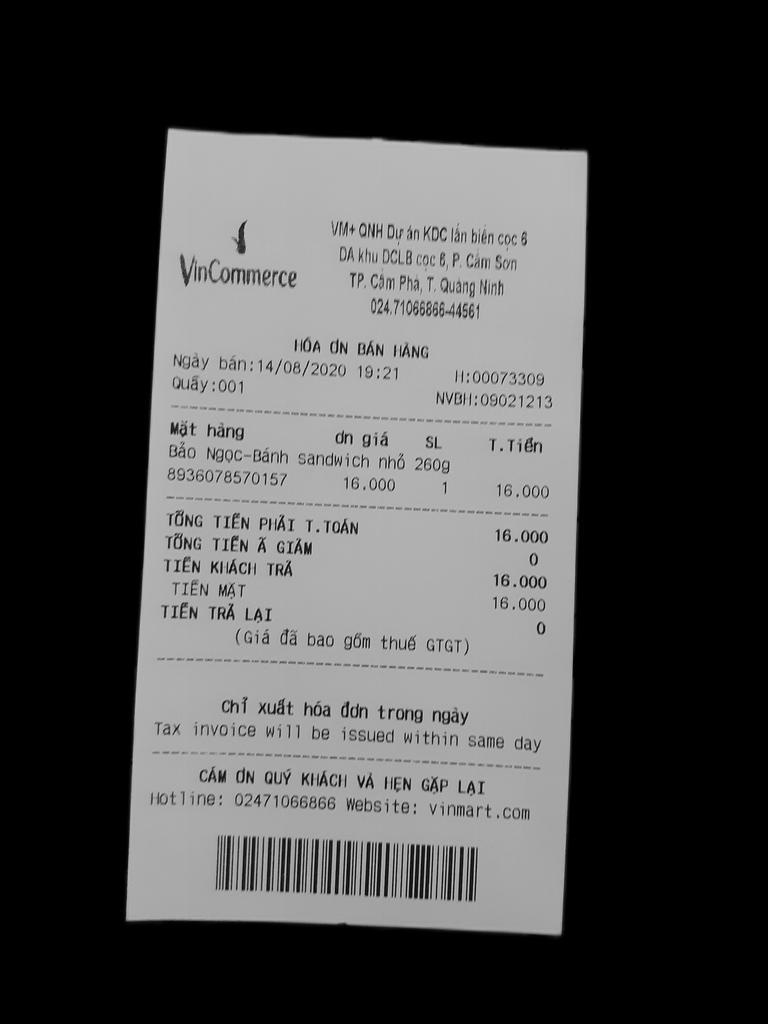 VinCommerce
VM+ QNH Dự án KDC lấn biển cọc 6
DA khu DCLB cọc 6, P. Cẩm Sơn
TP. Cẩm Phả, T. Quảng Ninh
024.71066866-44561
HÓA ƠN BÁN HÀNG
Ngày bán:14/08/2020 19:21 H:00073309
Quầy:001 NVBH:09021213
Mặt hàng ơn giá SL T.Tiền
Bảo Ngọc-Bánh sandwich nhỏ 260g
8936078570157 16.000 1 16.000
TỔNG TIỀN PHẢI T.TOÁN 16.000
TỔNG TIỀN Ã GIẢM 0
TIỀN KHÁCH TRẢ 16.000
TIỀN MẶT 16.000
TIỀN TRẢ LẠI 0
(Giá đã bao gồm thuế GTGT)
Chỉ xuất hóa đơn trong ngày
Tax invoice will be issued within same day
CẢM ƠN QUÝ KHÁCH VÀ HẸN GẶP LẠI
Hotline: 02471066866 Website: vinmart.com